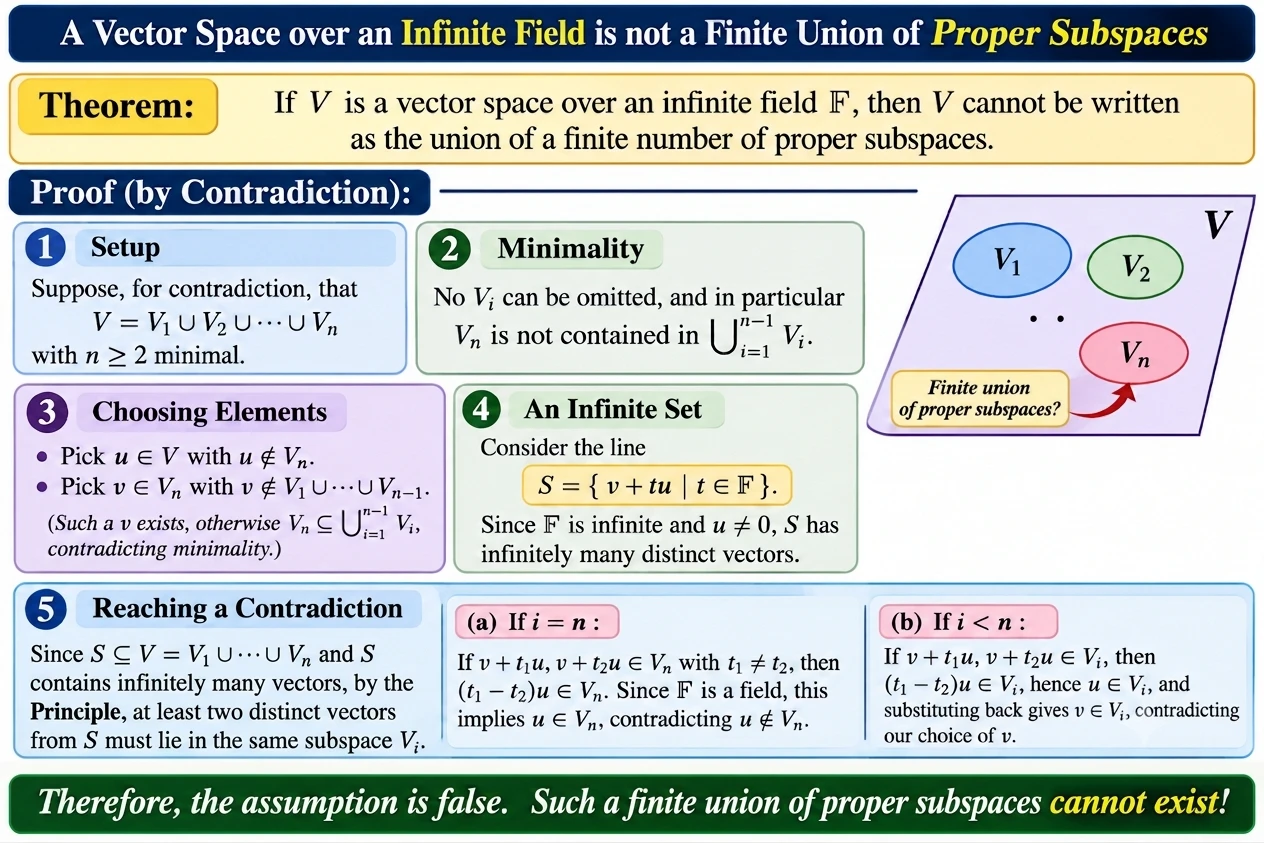 A Vector Space over an Infinite Field is not a Finite Union of Proper Subspaces
Theorem:
If V is a vector space over an infinite field 𝔽, then V cannot be written
as the union of a finite number of proper subspaces.
Proof (by Contradiction):
1 Setup
Suppose, for contradiction, that
V = V₁ ∪ V₂ ∪ ⋯ ∪ Vₙ
with n ≥ 2 minimal.
2 Minimality
No Vᵢ can be omitted, and in particular
Vₙ is not contained in ⋃ᵢ₌₁ⁿ⁻¹ Vᵢ.
V
V₁
V₂
. .
Vₙ
Finite union
of proper subspaces?
3 Choosing Elements
• Pick u ∈ V with u ∉ Vₙ.
• Pick v ∈ Vₙ with v ∉ V₁ ∪ ⋯ ∪ Vₙ₋₁.
(Such a v exists, otherwise Vₙ ⊆ ⋃ᵢ₌₁ⁿ⁻¹ Vᵢ,
contradicting minimality.)
4 An Infinite Set
Consider the line
S = { v + tu | t ∈ 𝔽 }.
Since 𝔽 is infinite and u ≠ 0, S has
infinitely many distinct vectors.
5 Reaching a Contradiction
Since S ⊆ V = V₁ ∪ ⋯ ∪ Vₙ and S
contains infinitely many vectors, by the
Principle, at least two distinct vectors
from S must lie in the same subspace Vᵢ.
(a) If i = n :
If v + t₁u, v + t₂u ∈ Vₙ with t₁ ≠ t₂, then
(t₁ − t₂)u ∈ Vₙ. Since 𝔽 is a field, this
implies u ∈ Vₙ, contradicting u ∉ Vₙ.
(b) If i < n :
If v + t₁u, v + t₂u ∈ Vᵢ, then
(t₁ − t₂)u ∈ Vᵢ, hence u ∈ Vᵢ, and
substituting back gives v ∈ Vᵢ, contradicting
our choice of v.
Therefore, the assumption is false. Such a finite union of proper subspaces cannot exist!